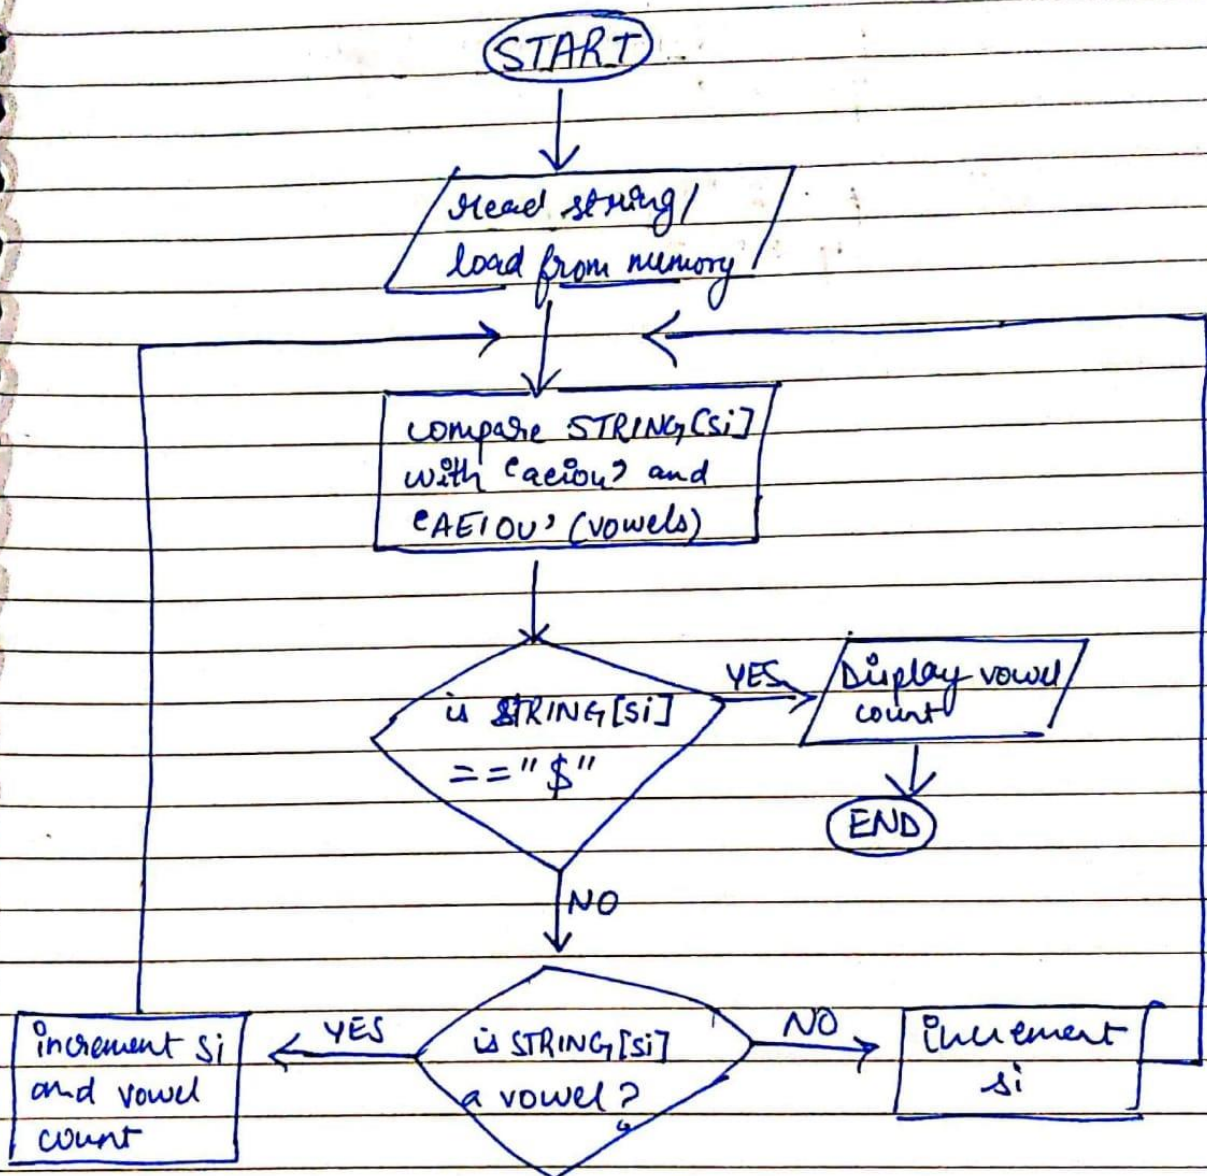 START
read string/
load from memory
compare STRING[si]
with 'aeiou' and
'AEIOU' (vowels)
is STRING[si]
=="$"
YES
Display vowel
count
END
NO
is STRING[si]
a vowel?
YES
increment si
and vowel
count
NO
increment
si